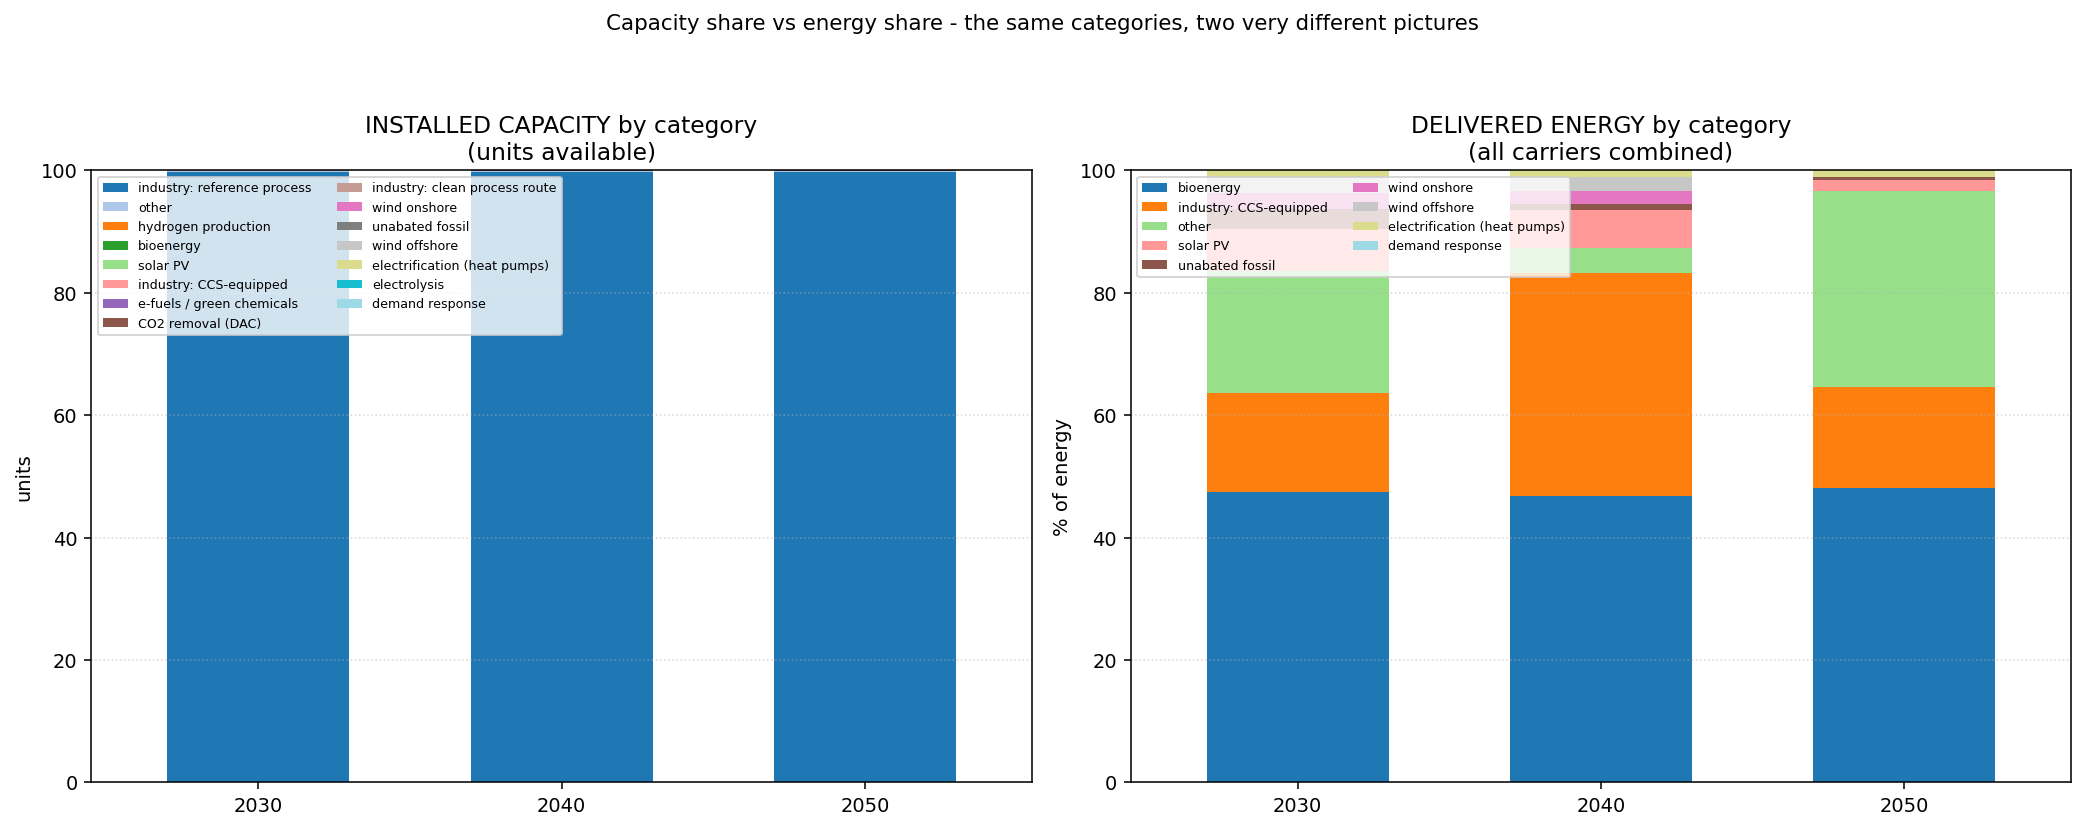 Capacity share vs energy share - the same categories, two very different pictures
INSTALLED CAPACITY by category
(units available)
units
100
80
60
40
20
0
industry: reference process
other
hydrogen production
bioenergy
solar PV
industry: CCS-equipped
e-fuels / green chemicals
CO2 removal (DAC)
industry: clean process route
wind onshore
unabated fossil
wind offshore
electrification (heat pumps)
electrolysis
demand response
2030
2040
2050
DELIVERED ENERGY by category
(all carriers combined)
% of energy
100
80
60
40
20
0
bioenergy
industry: CCS-equipped
other
solar PV
unabated fossil
wind onshore
wind offshore
electrification (heat pumps)
demand response
2030
2040
2050